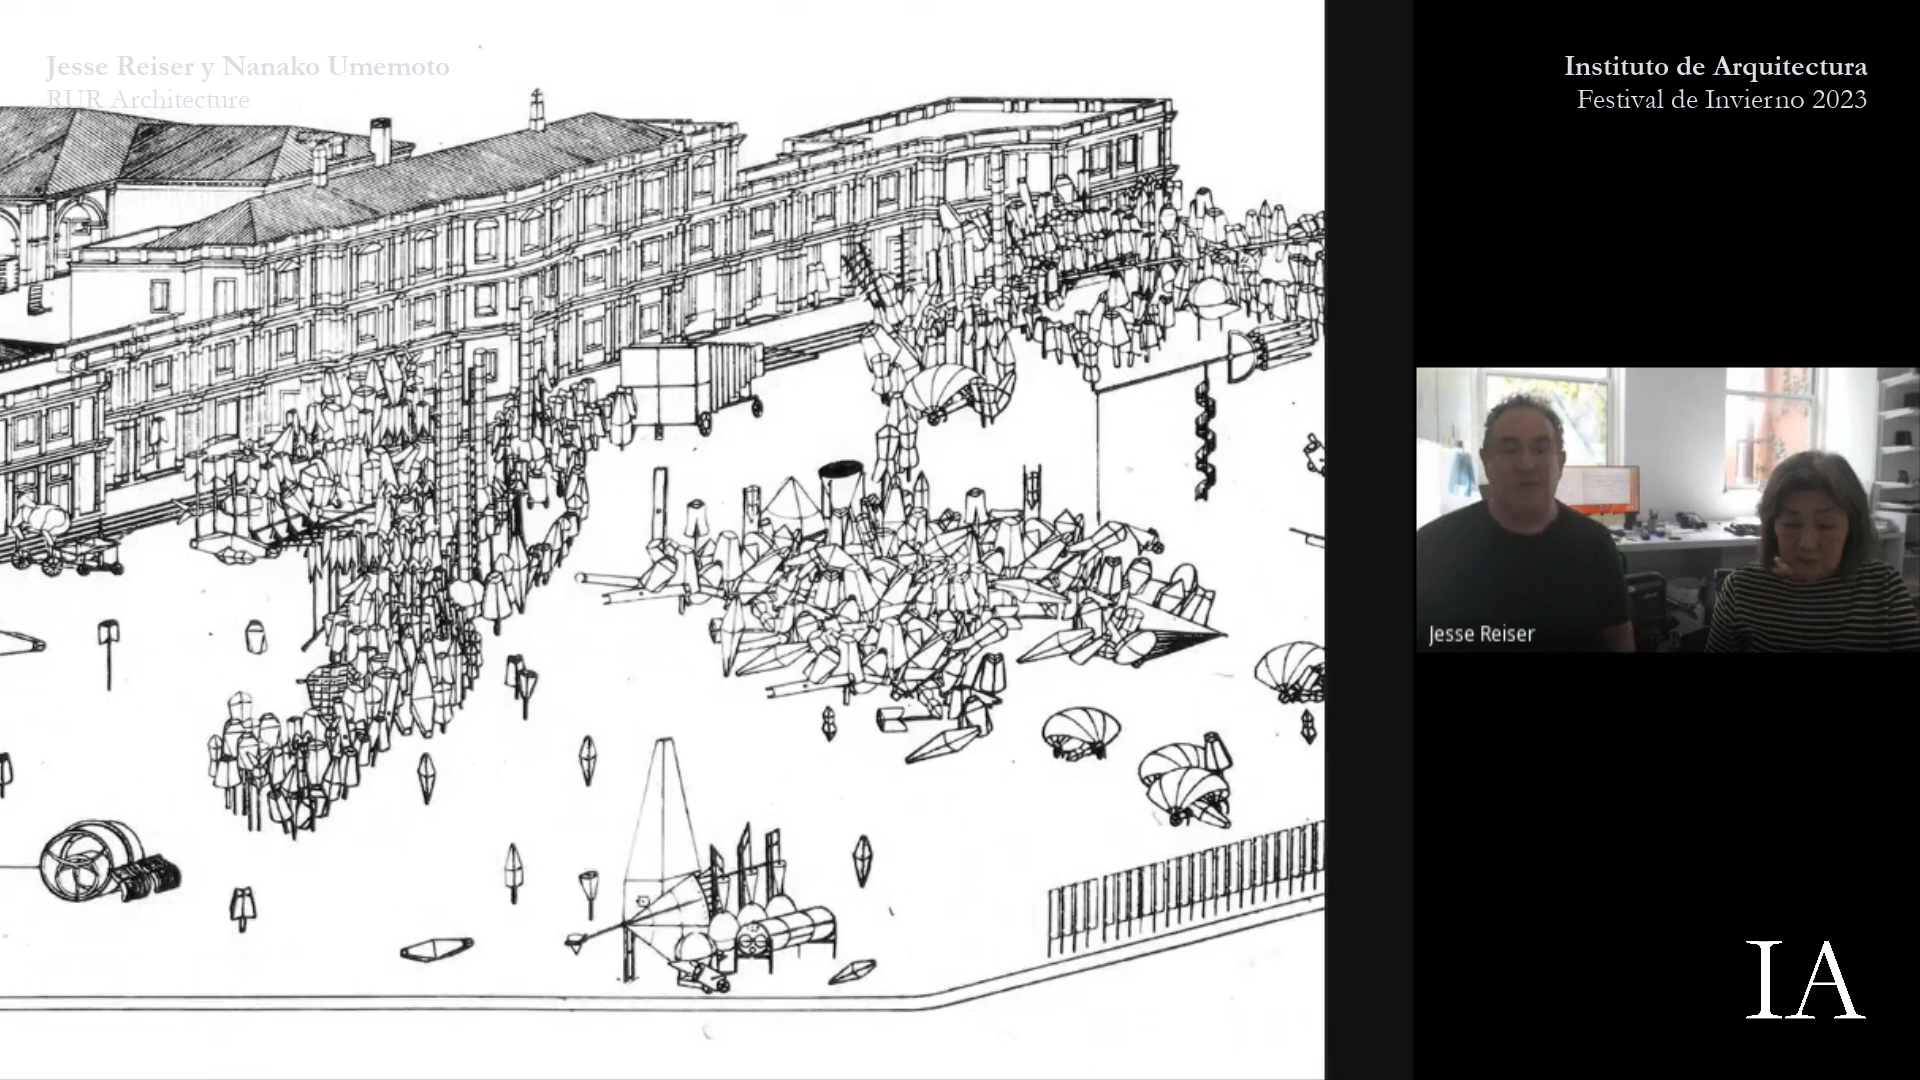 Jesse Reiser y Nanako Umemoto
RUR Architecture
Instituto de Arquitectura
Festival de Invierno 2023
Jesse Reiser
IA